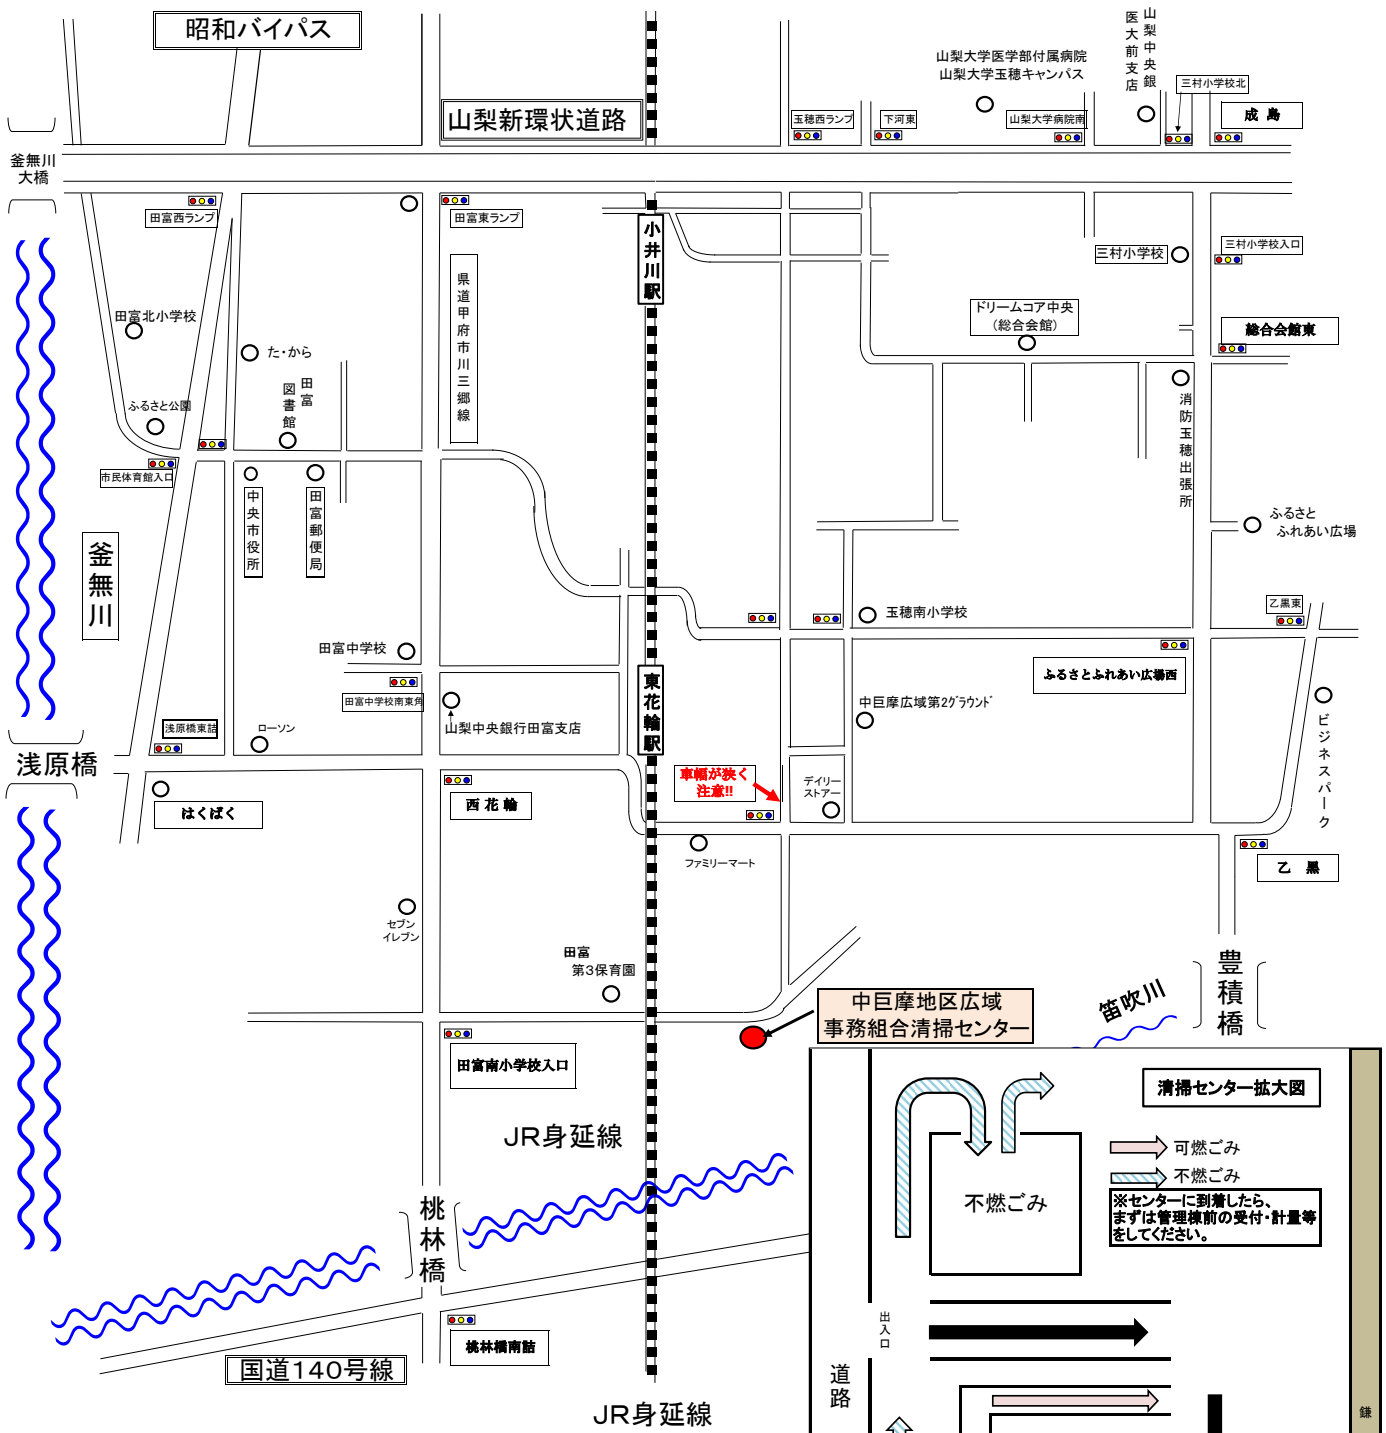 昭和バイパス
山梨新環状道路
山梨大学医学部付属病院
山梨大学玉穂キャンパス
山梨中央銀
医大前支店
三村小学校北
成 島
玉穂西ランプ
下河東
山梨大学病院南
釜無川
大橋
田富西ランプ
田富東ランプ
小井川駅
三村小学校
三村小学校入口
県道甲府市川三郷線
田富北小学校
ドリームコア中央
(総合会館)
総合会館東
た・から
田富
図書館
ふるさと公園
消防玉穂出張所
市民体育館入口
中央市役所
田富郵便局
ふるさと
ふれあい広場
釜無川
玉穂南小学校
乙黒東
田富中学校
東花輪駅
ふるさとふれあい広場西
田富中学校南東角
中巨摩広域第2グラウンド
山梨中央銀行田富支店
浅原橋東詰
ローソン
ビジネスパーク
浅原橋
車幅が狭く
注意!!
デイリー
ストアー
はくばく
西 花 輪
ファミリーマート
乙 黒
セブン
イレブン
田富
第3保育園
豊積橋
笛吹川
中巨摩地区広域
事務組合清掃センター
田富南小学校入口
清掃センター拡大図
JR身延線
可燃ごみ
不燃ごみ
不燃ごみ
※センターに到着したら、
まずは管理棟前の受付・計量等
をしてください。
桃林橋
出入口
桃林橋南詰
国道140号線
道路
JR身延線
鎌